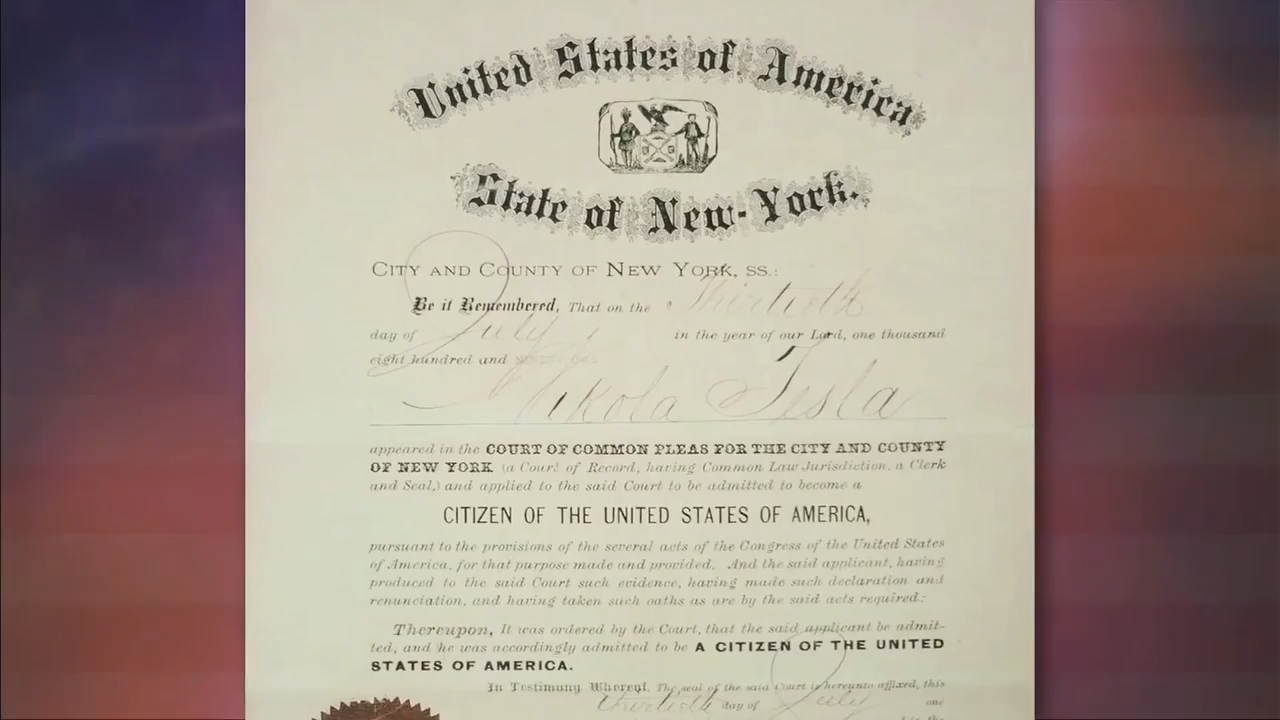 United States of America,
State of New-York.
CITY AND COUNTY OF NEW YORK, SS.:
Be it Remembered, That on the Thirtieth
day of July in the year of our Lord, one thousand
eight hundred and NINETY-ONE
Nikola Tesla
appeared in the COURT OF COMMON PLEAS FOR THE CITY AND COUNTY
OF NEW YORK (a Court of Record, having Common Law Jurisdiction, a Clerk
and Seal,) and applied to the said Court to be admitted to become a
CITIZEN OF THE UNITED STATES OF AMERICA,
pursuant to the provisions of the several acts of the Congress of the United States
of America, for that purpose made and provided. And the said applicant, having
produced to the said Court such evidence, having made such declaration and
renunciation, and having taken such oaths as are by the said acts required:
Thereupon, It was ordered by the Court, that the said applicant be admit-
ted, and he was accordingly admitted to be A CITIZEN OF THE UNITED
STATES OF AMERICA.
In Testimony Whereof, The seal of the said Court is hereunto affixed, this
thirtieth day of July one